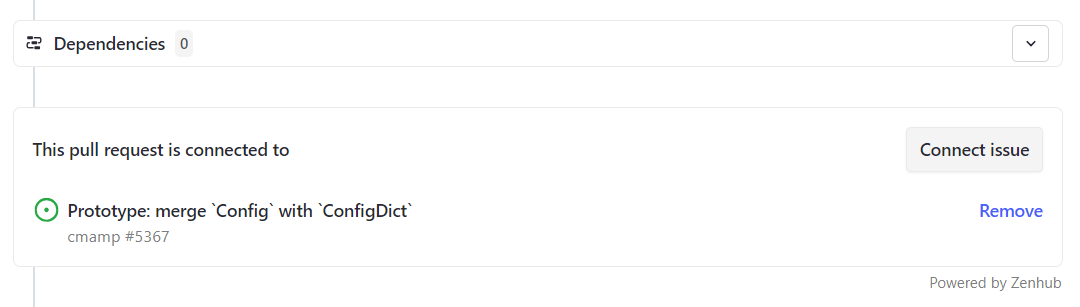 Dependencies 0
This pull request is connected to
Connect issue
Prototype: merge `Config` with `ConfigDict`
Remove
cmamp #5367
Powered by Zenhub